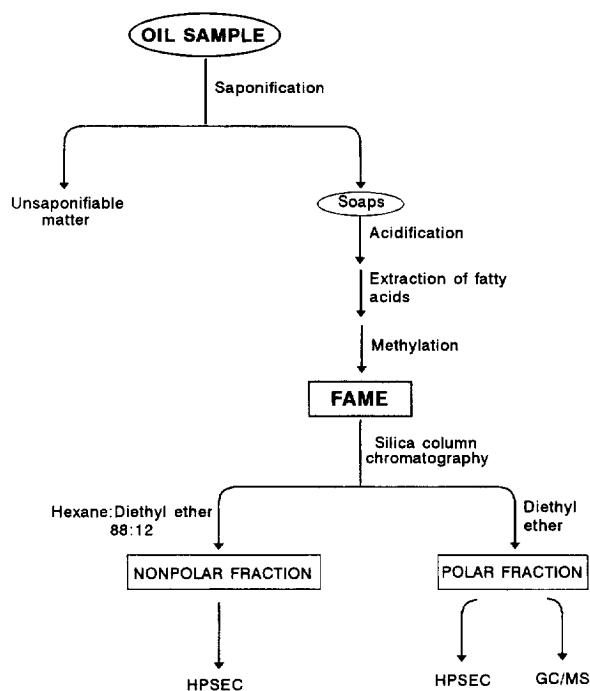 OIL SAMPLE
Saponification
Unsaponifiable
matter
Soaps
Acidification
Extraction of fatty
acids
Methylation
FAME
Silica column
chromatography
Hexane:Diethyl ether
88:12
Diethyl
ether
NONPOLAR FRACTION
POLAR FRACTION
HPSEC
HPSEC
GC/MS